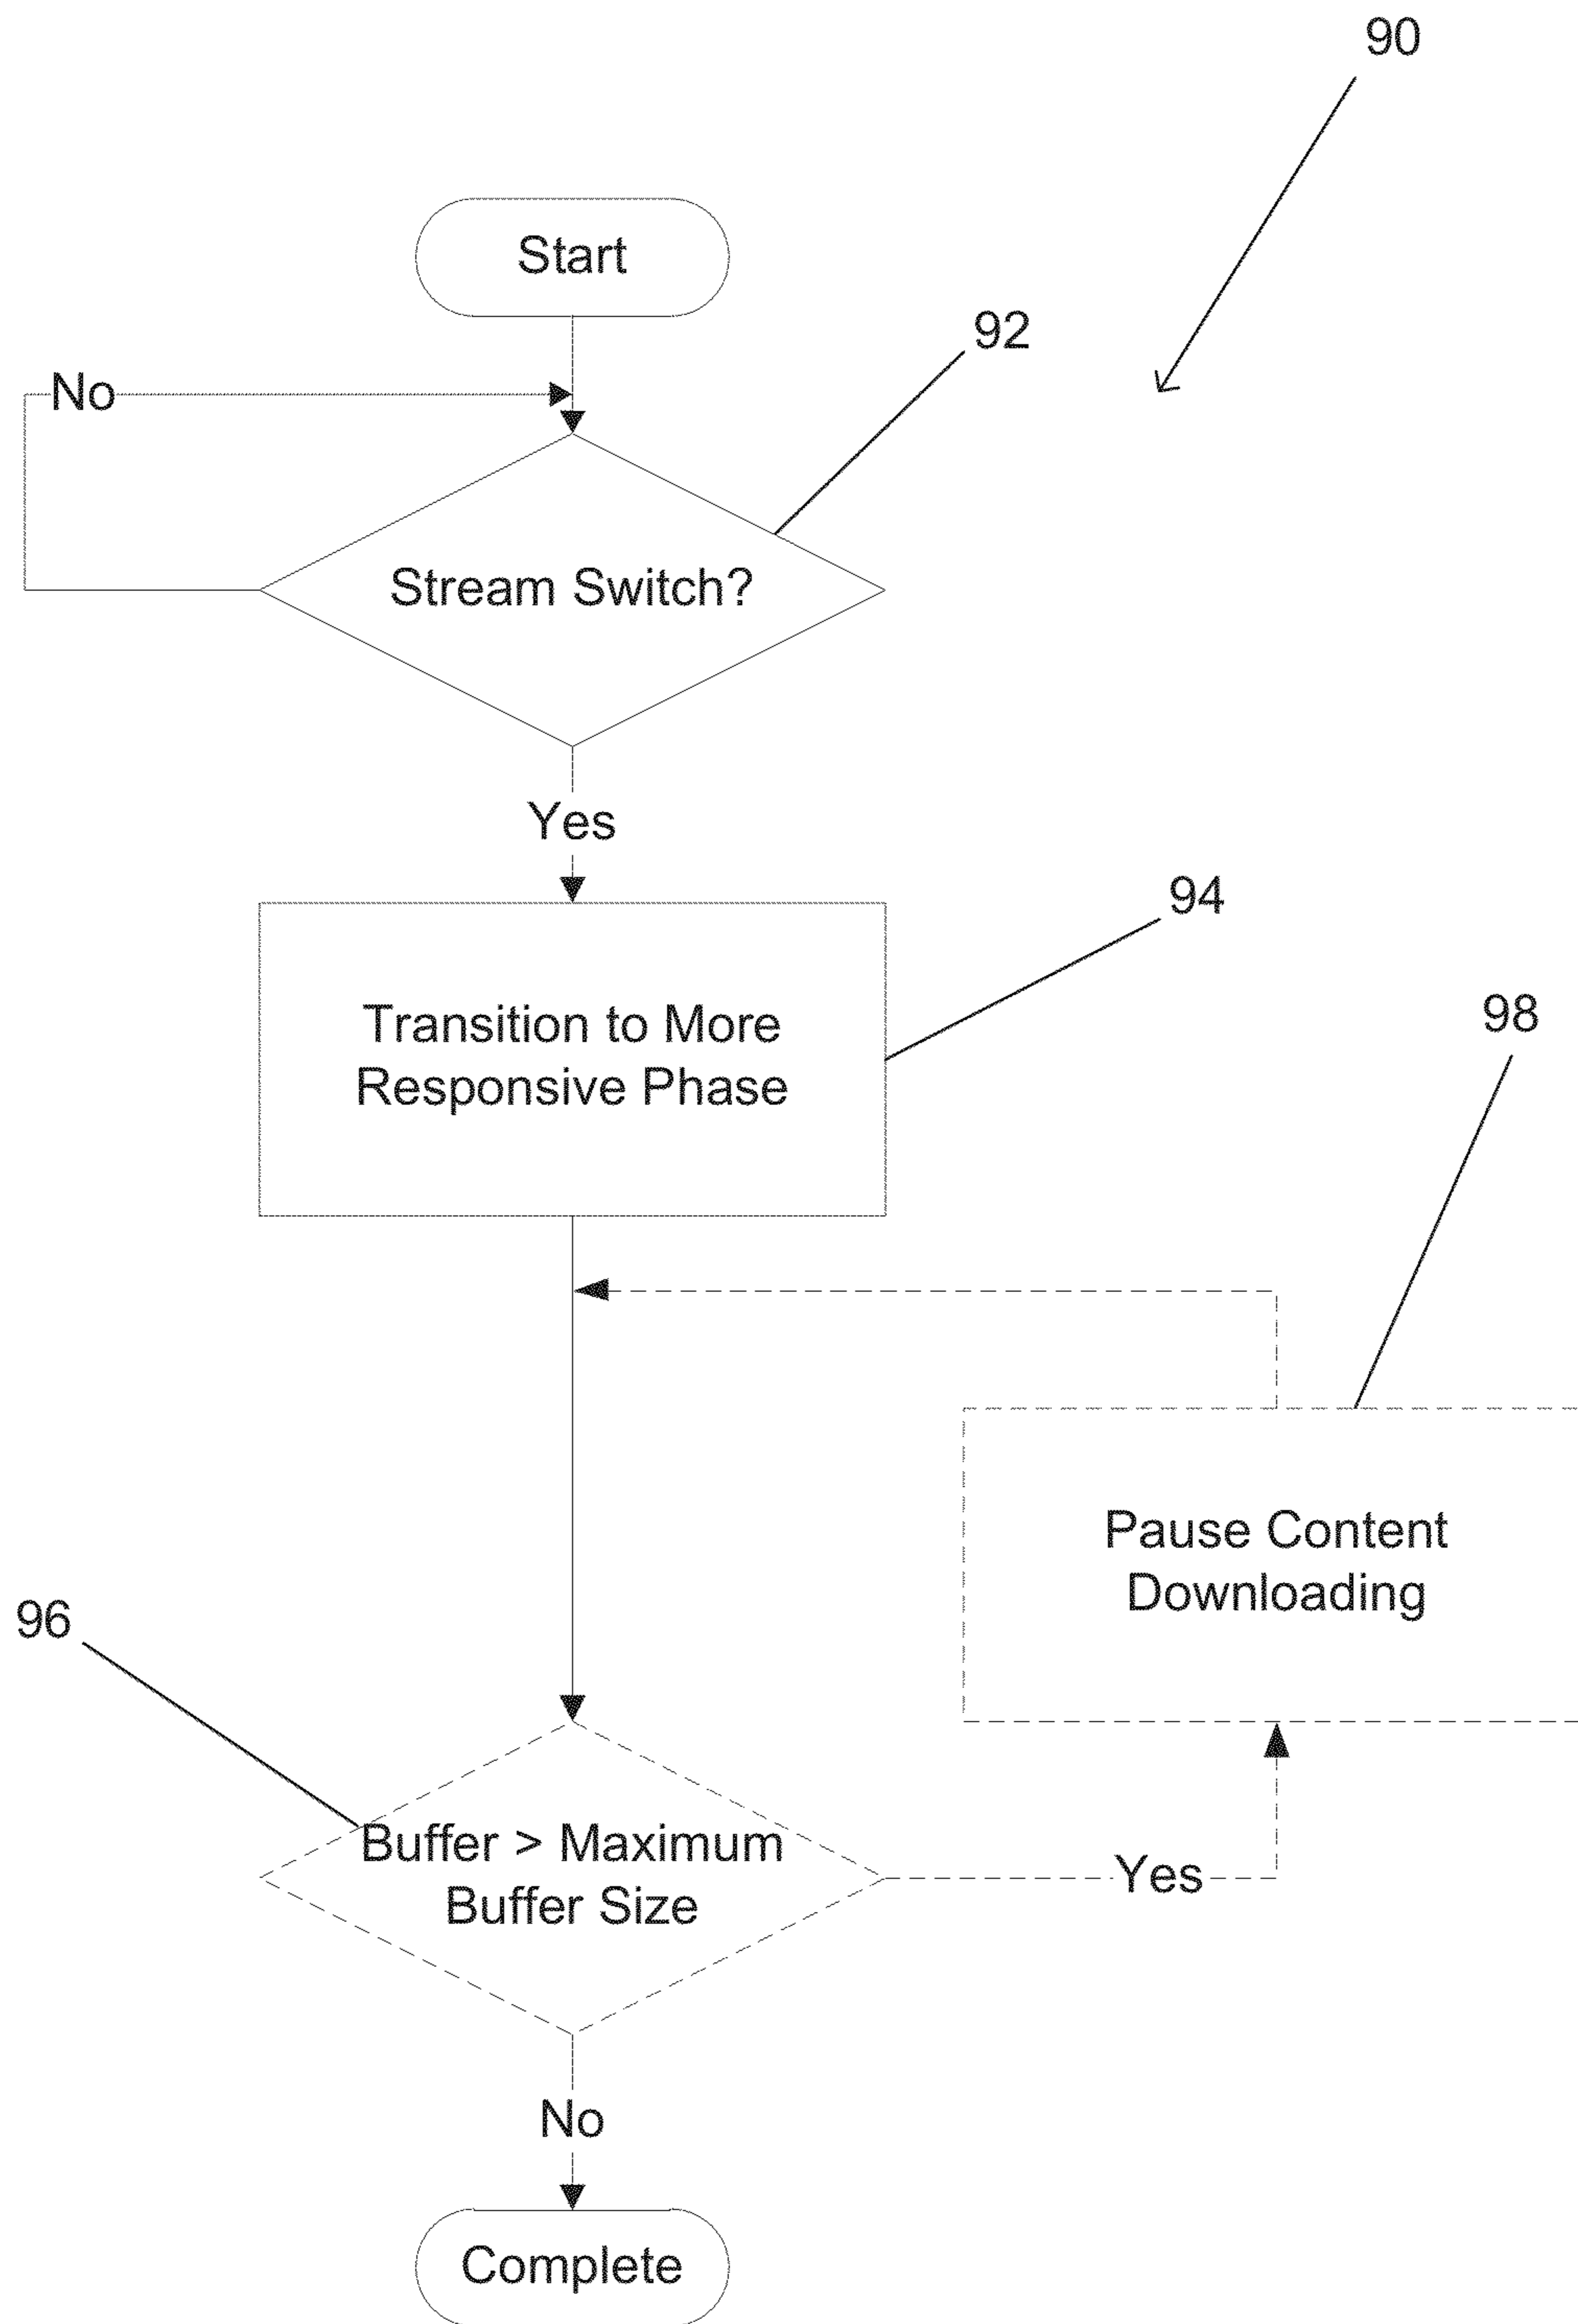 90
Start
92
No
Stream Switch?
Yes
94
Transition to More
Responsive Phase
98
Pause Content
Downloading
96
Buffer > Maximum
Buffer Size
Yes
No
Complete